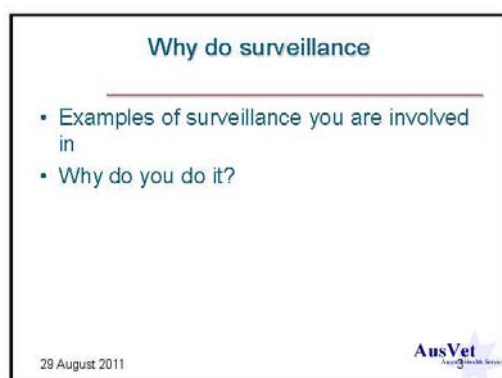 Why do surveillance
• Examples of surveillance you are involved
in
• Why do you do it?
29 August 2011
AusVet
3